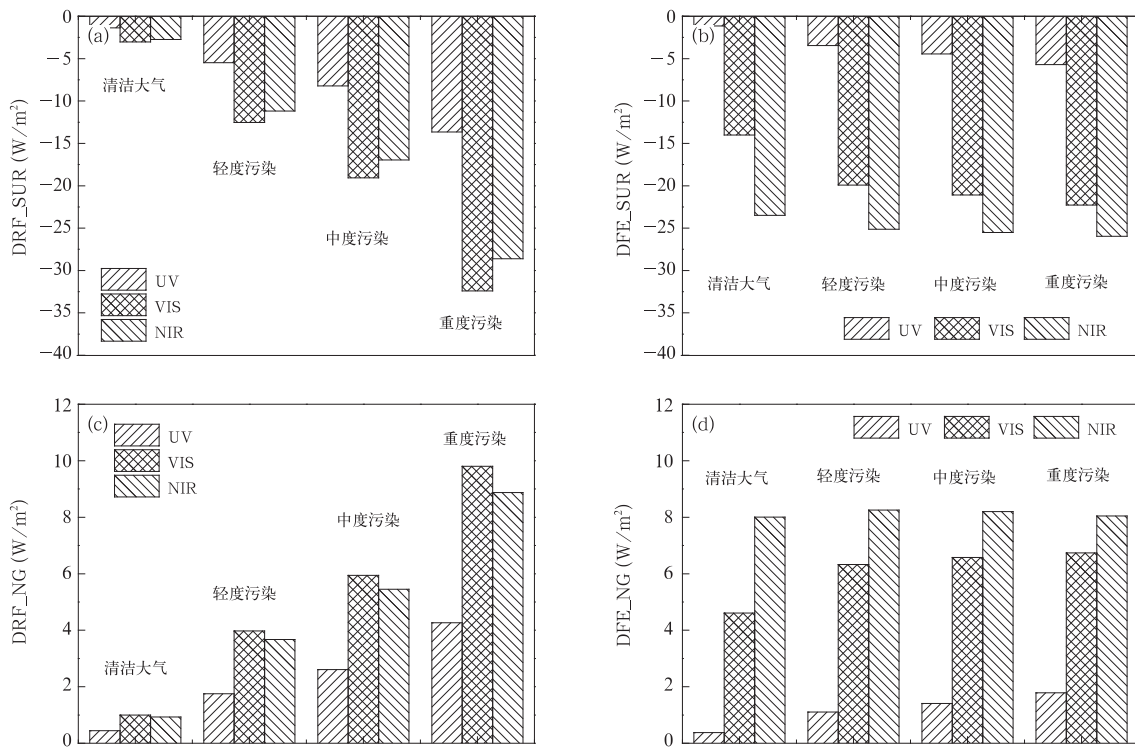 (a)
DRF_SUR (W/m²)
0
−5
−10
−15
−20
−25
−30
−35
−40
清洁大气
轻度污染
中度污染
重度污染
UV
VIS
NIR
(b)
DFE_SUR (W/m²)
0
−5
−10
−15
−20
−25
−30
−35
−40
清洁大气 轻度污染 中度污染 重度污染
UV VIS NIR
(c)
DRF_NG (W/m²)
12
10
8
6
4
2
0
UV
VIS
NIR
重度污染
中度污染
轻度污染
清洁大气
(d)
DFE_NG (W/m²)
12
10
8
6
4
2
0
UV VIS NIR
清洁大气 轻度污染 中度污染 重度污染